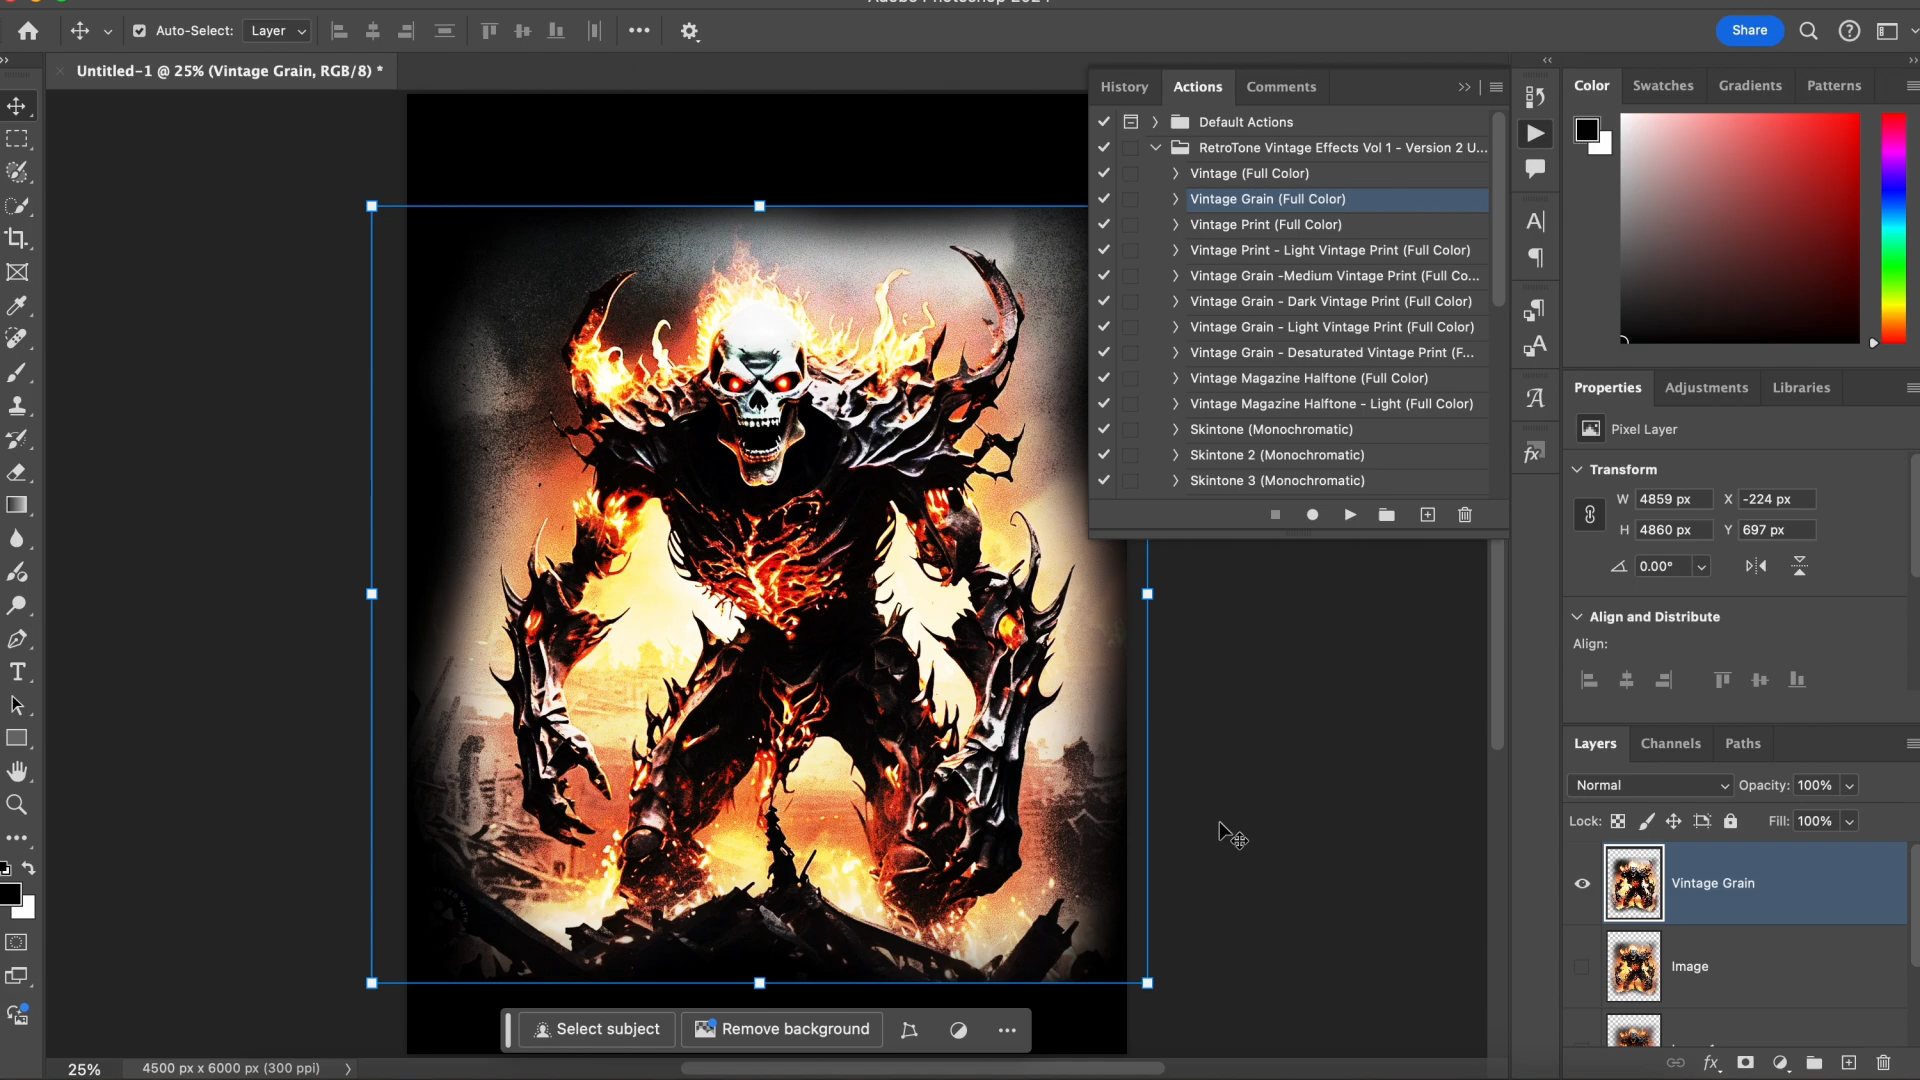 Auto-Select:
Layer
Share
Untitled-1 @ 25% (Vintage Grain, RGB/8) *
History
Actions
Comments
Default Actions
RetroTone Vintage Effects Vol 1 - Version 2 U...
Vintage (Full Color)
Vintage Grain (Full Color)
Vintage Print (Full Color)
Vintage Print - Light Vintage Print (Full Color)
Vintage Grain -Medium Vintage Print (Full Co...
Vintage Grain - Dark Vintage Print (Full Color)
Vintage Grain - Light Vintage Print (Full Color)
Vintage Grain - Desaturated Vintage Print (F...
Vintage Magazine Halftone (Full Color)
Vintage Magazine Halftone - Light (Full Color)
Skintone (Monochromatic)
Skintone 2 (Monochromatic)
Skintone 3 (Monochromatic)
Color
Swatches
Gradients
Patterns
Properties
Adjustments
Libraries
Pixel Layer
Transform
W 4859 px X -224 px
H 4860 px Y 697 px
0.00°
Align and Distribute
Align:
Layers
Channels
Paths
Normal
Opacity: 100%
Lock:
Fill: 100%
Vintage Grain
Image
Select subject
Remove background
25%
4500 px x 6000 px (300 ppi)